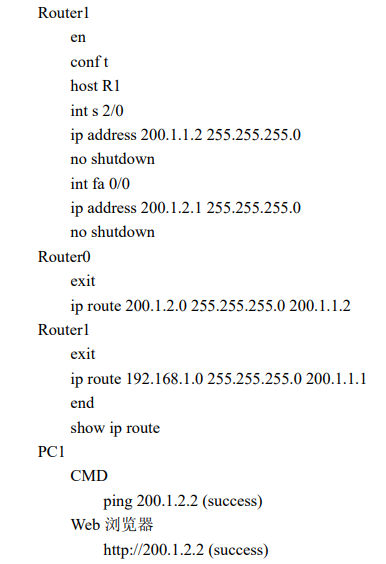 Router1
en
conf t
host R1
int s 2/0
ip address 200.1.1.2 255.255.255.0
no shutdown
int fa 0/0
ip address 200.1.2.1 255.255.255.0
no shutdown
Router0
exit
ip route 200.1.2.0 255.255.255.0 200.1.1.2
Router1
exit
ip route 192.168.1.0 255.255.255.0 200.1.1.1
end
show ip route
PC1
CMD
ping 200.1.2.2 (success)
Web 浏览器
http://200.1.2.2 (success)